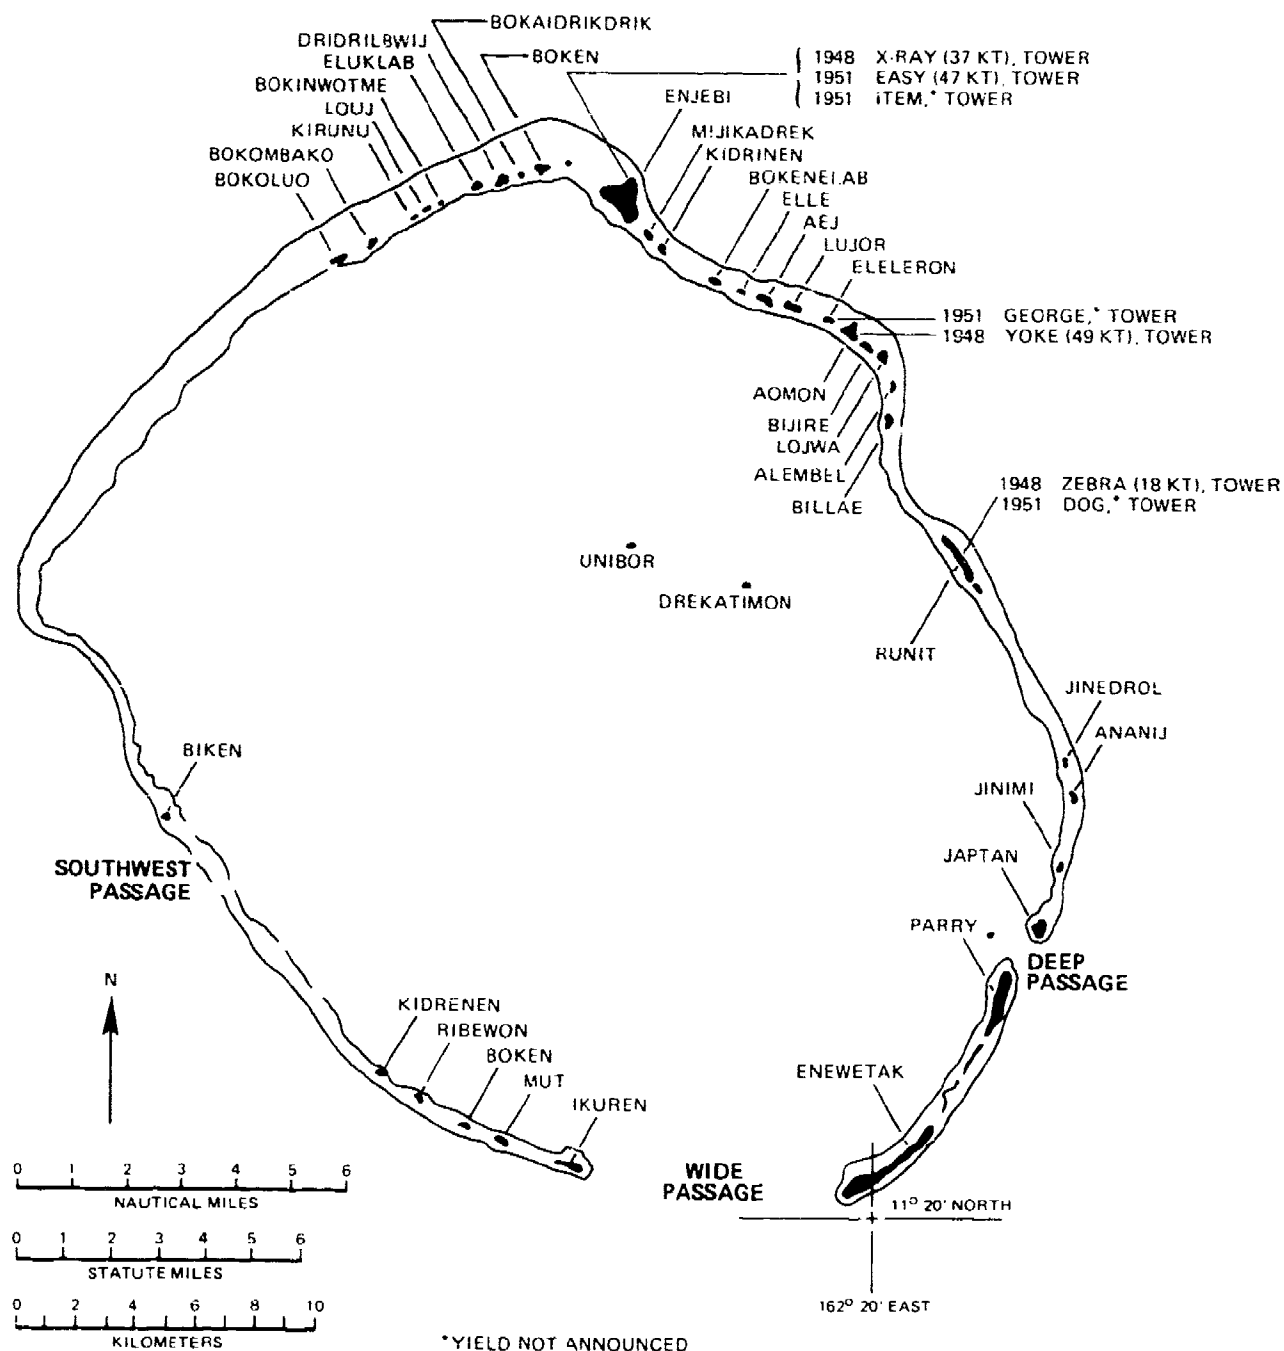 BOKAIDRIKDRIK
DRIDRILBWIJ
ELUKLAB
BOKEN
BOKINWOTME
LOUJ
KIRUNU
BOKOMBAKO
BOKOLUO
1948 X-RAY (37 KT), TOWER
1951 EASY (47 KT), TOWER
1951 ITEM,* TOWER
ENJEBI
MIJIKADREK
KIDRINEN
BOKENELAB
ELLE
AEJ
LUJOR
ELELERON
1951 GEORGE,* TOWER
1948 YOKE (49 KT), TOWER
AOMON
BIJIRE
LOJWA
ALEMBEL
BILLAE
1948 ZEBRA (18 KT), TOWER
1951 DOG,* TOWER
UNIBOR
DREKATIMON
RUNIT
JINEDROL
ANANIJ
BIKEN
JINIMI
SOUTHWEST
PASSAGE
JAPTAN
PARRY
DEEP
PASSAGE
N
KIDRENEN
RIBEWON
BOKEN
MUT
IKUREN
ENEWETAK
WIDE
PASSAGE
11° 20' NORTH
162° 20' EAST
0 1 2 3 4 5 6
NAUTICAL MILES
0 1 2 3 4 5 6
STATUTE MILES
0 2 4 6 8 10
KILOMETERS
*YIELD NOT ANNOUNCED